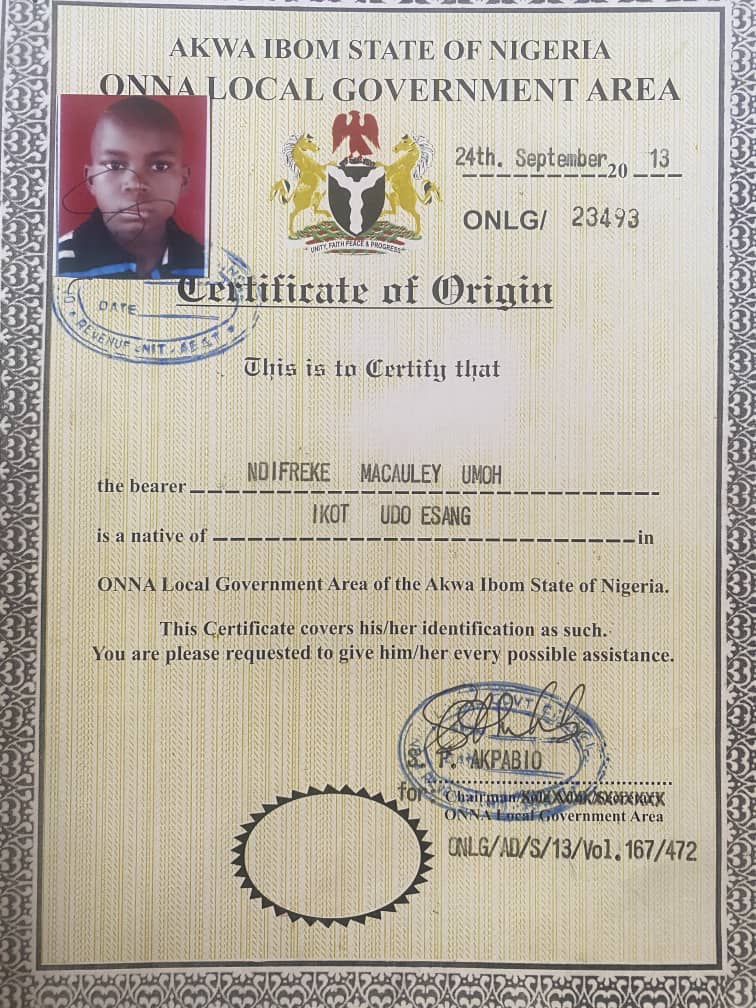 AKWA IBOM STATE OF NIGERIA
ONNA LOCAL GOVERNMENT AREA
24th. September 20 13
UNITY, FAITH PEACE & PROGRESS
ONLG/ 23493
Certificate of Origin
DATE
REVENUE UNIT
This is to Certify that
the bearer NDIFREKE MACAULEY UMOH
is a native of IKOT UDO ESANG in
ONNA Local Government Area of the Akwa Ibom State of Nigeria.
This Certificate covers his/her identification as such.
You are please requested to give him/her every possible assistance.
S. T. AKPABIO
for: Chairman/
ONNA Local Government Area
ONLG/AD/S/13/Vol.167/472